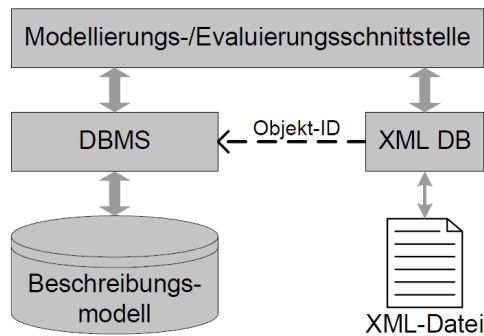 Modellierungs-/Evaluierungsschnittstelle
DBMS
Objekt-ID
XML DB
Beschreibungs-
modell
XML-Datei